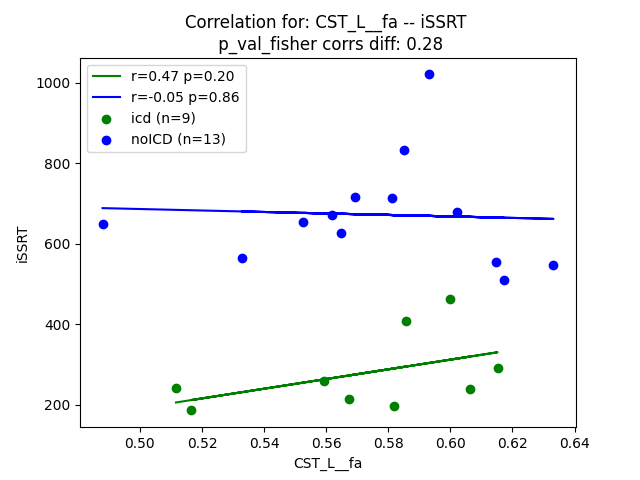 Correlation for: CST_L__fa -- iSSRT
p_val_fisher corrs diff: 0.28
r=0.47 p=0.20
r=-0.05 p=0.86
icd (n=9)
noICD (n=13)
1000
800
600
400
200
iSSRT
0.50 0.52 0.54 0.56 0.58 0.60 0.62 0.64
CST_L__fa